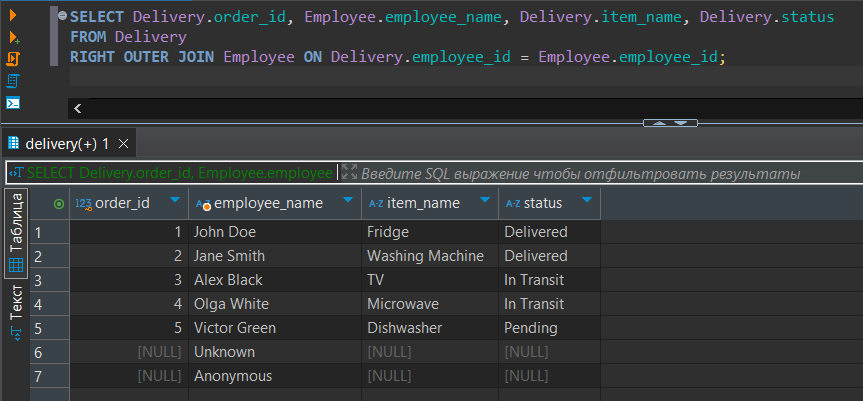 SELECT Delivery.order_id, Employee.employee_name, Delivery.item_name, Delivery.status
FROM Delivery
RIGHT OUTER JOIN Employee ON Delivery.employee_id = Employee.employee_id;
delivery(+) 1
SELECT Delivery.order_id, Employee.employee Введите SQL выражение чтобы отфильтровать результаты
Таблица
Текст
123 order_id A-Z employee_name A-Z item_name A-Z status
1 1 John Doe Fridge Delivered
2 2 Jane Smith Washing Machine Delivered
3 3 Alex Black TV In Transit
4 4 Olga White Microwave In Transit
5 5 Victor Green Dishwasher Pending
6 [NULL] Unknown [NULL] [NULL]
7 [NULL] Anonymous [NULL] [NULL]